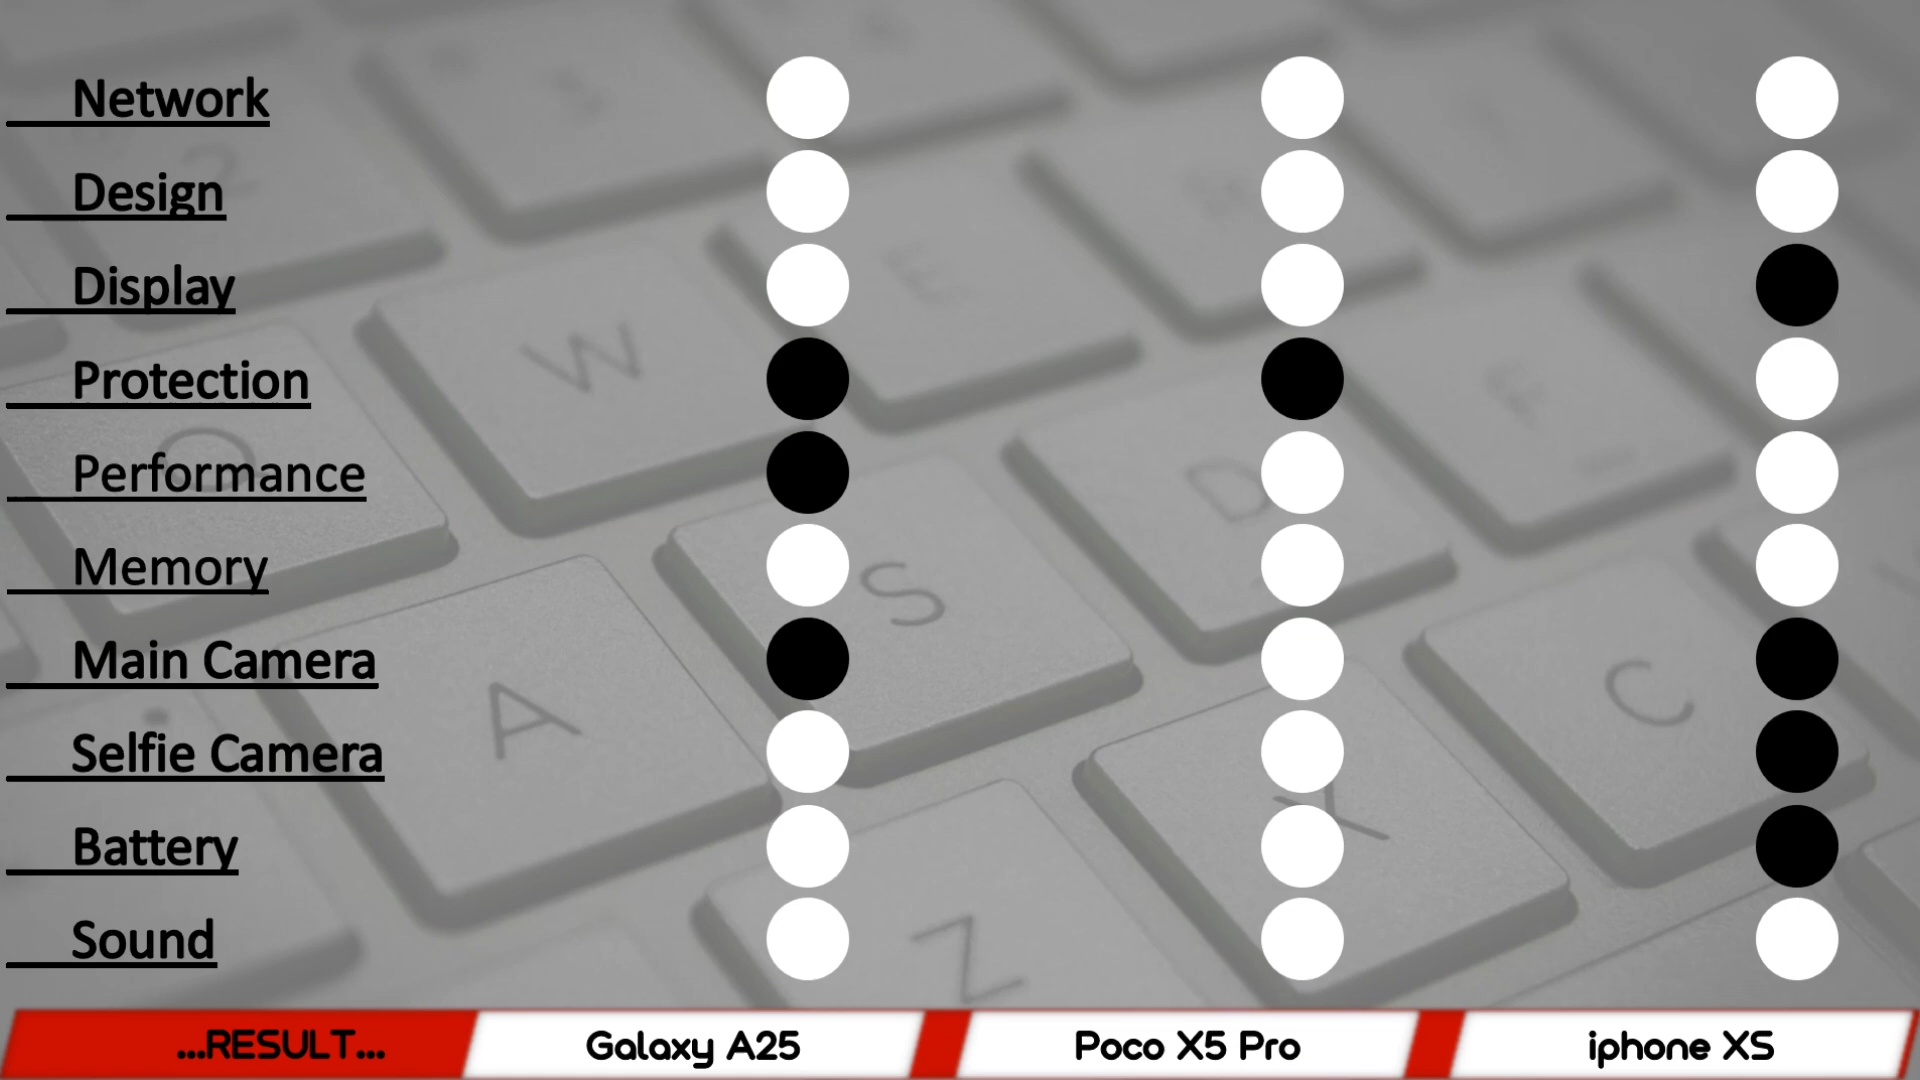 Network
Design
Display
Protection
Performance
Memory
Main Camera
Selfie Camera
Battery
Sound
...RESULT... Galaxy A25 Poco X5 Pro iphone XS
2
W
E
D
A
S
C
Y
Z